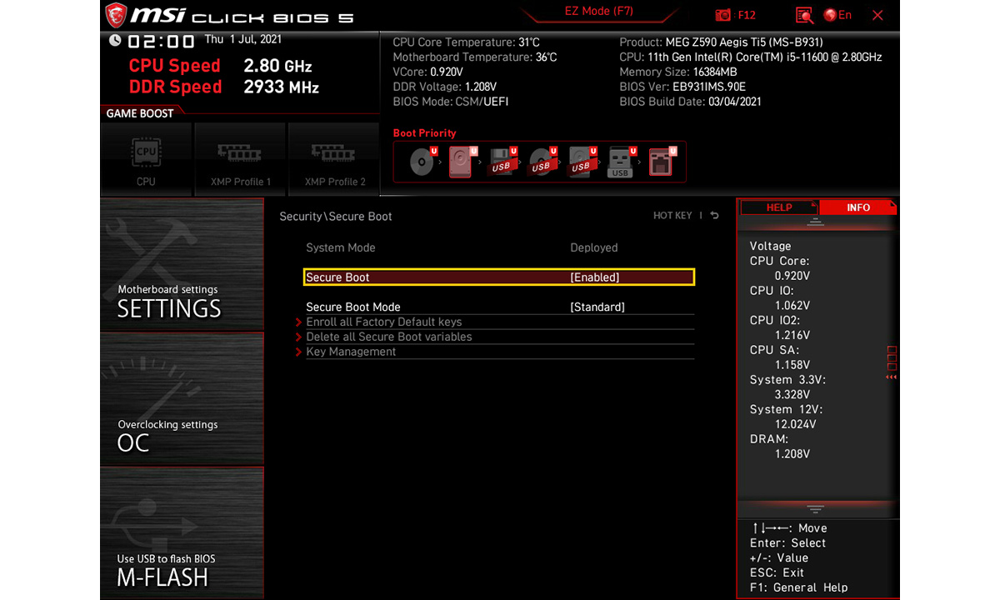 msi CLICK BIOS 5
EZ Mode (F7)
: F12
En
02:00 Thu 1 Jul, 2021
CPU Speed 2.80 GHz
DDR Speed 2933 MHz
GAME BOOST
CPU
CPU
XMP Profile 1
XMP Profile 2
CPU Core Temperature: 31°C
Motherboard Temperature: 36°C
VCore: 0.920V
DDR Voltage: 1.208V
BIOS Mode: CSM/UEFI
Product: MEG Z590 Aegis Ti5 (MS-B931)
CPU: 11th Gen Intel(R) Core(TM) i5-11600 @ 2.80GHz
Memory Size: 16384MB
BIOS Ver: EB931IMS.90E
BIOS Build Date: 03/04/2021
Boot Priority
U U U U U U U
USB USB USB USB
Motherboard settings
SETTINGS
Overclocking settings
OC
Use USB to flash BIOS
M-FLASH
Security\Secure Boot
HOT KEY |
System Mode Deployed
Secure Boot [Enabled]
Secure Boot Mode [Standard]
Enroll all Factory Default keys
Delete all Secure Boot variables
Key Management
HELP INFO
Voltage
CPU Core:
0.920V
CPU IO:
1.062V
CPU IO2:
1.216V
CPU SA:
1.158V
System 3.3V:
3.328V
System 12V:
12.024V
DRAM:
1.208V
↑↓→←: Move
Enter: Select
+/-: Value
ESC: Exit
F1: General Help